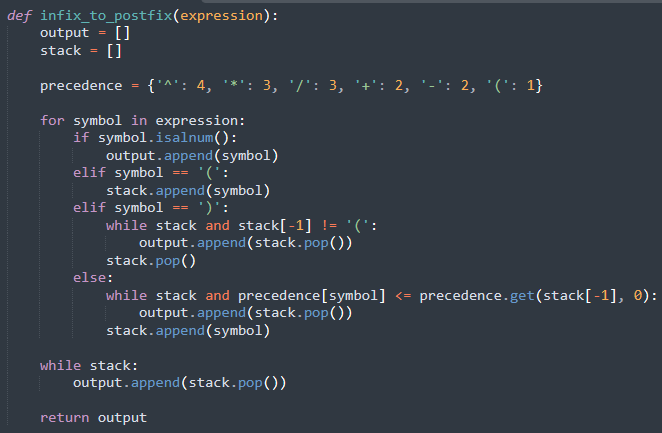 def infix_to_postfix(expression):
    output = []
    stack = []

    precedence = {'^': 4, '*': 3, '/': 3, '+': 2, '-': 2, '(': 1}

    for symbol in expression:
        if symbol.isalnum():
            output.append(symbol)
        elif symbol == '(':
            stack.append(symbol)
        elif symbol == ')':
            while stack and stack[-1] != '(':
                output.append(stack.pop())
            stack.pop()
        else:
            while stack and precedence[symbol] <= precedence.get(stack[-1], 0):
                output.append(stack.pop())
            stack.append(symbol)

    while stack:
        output.append(stack.pop())

    return output